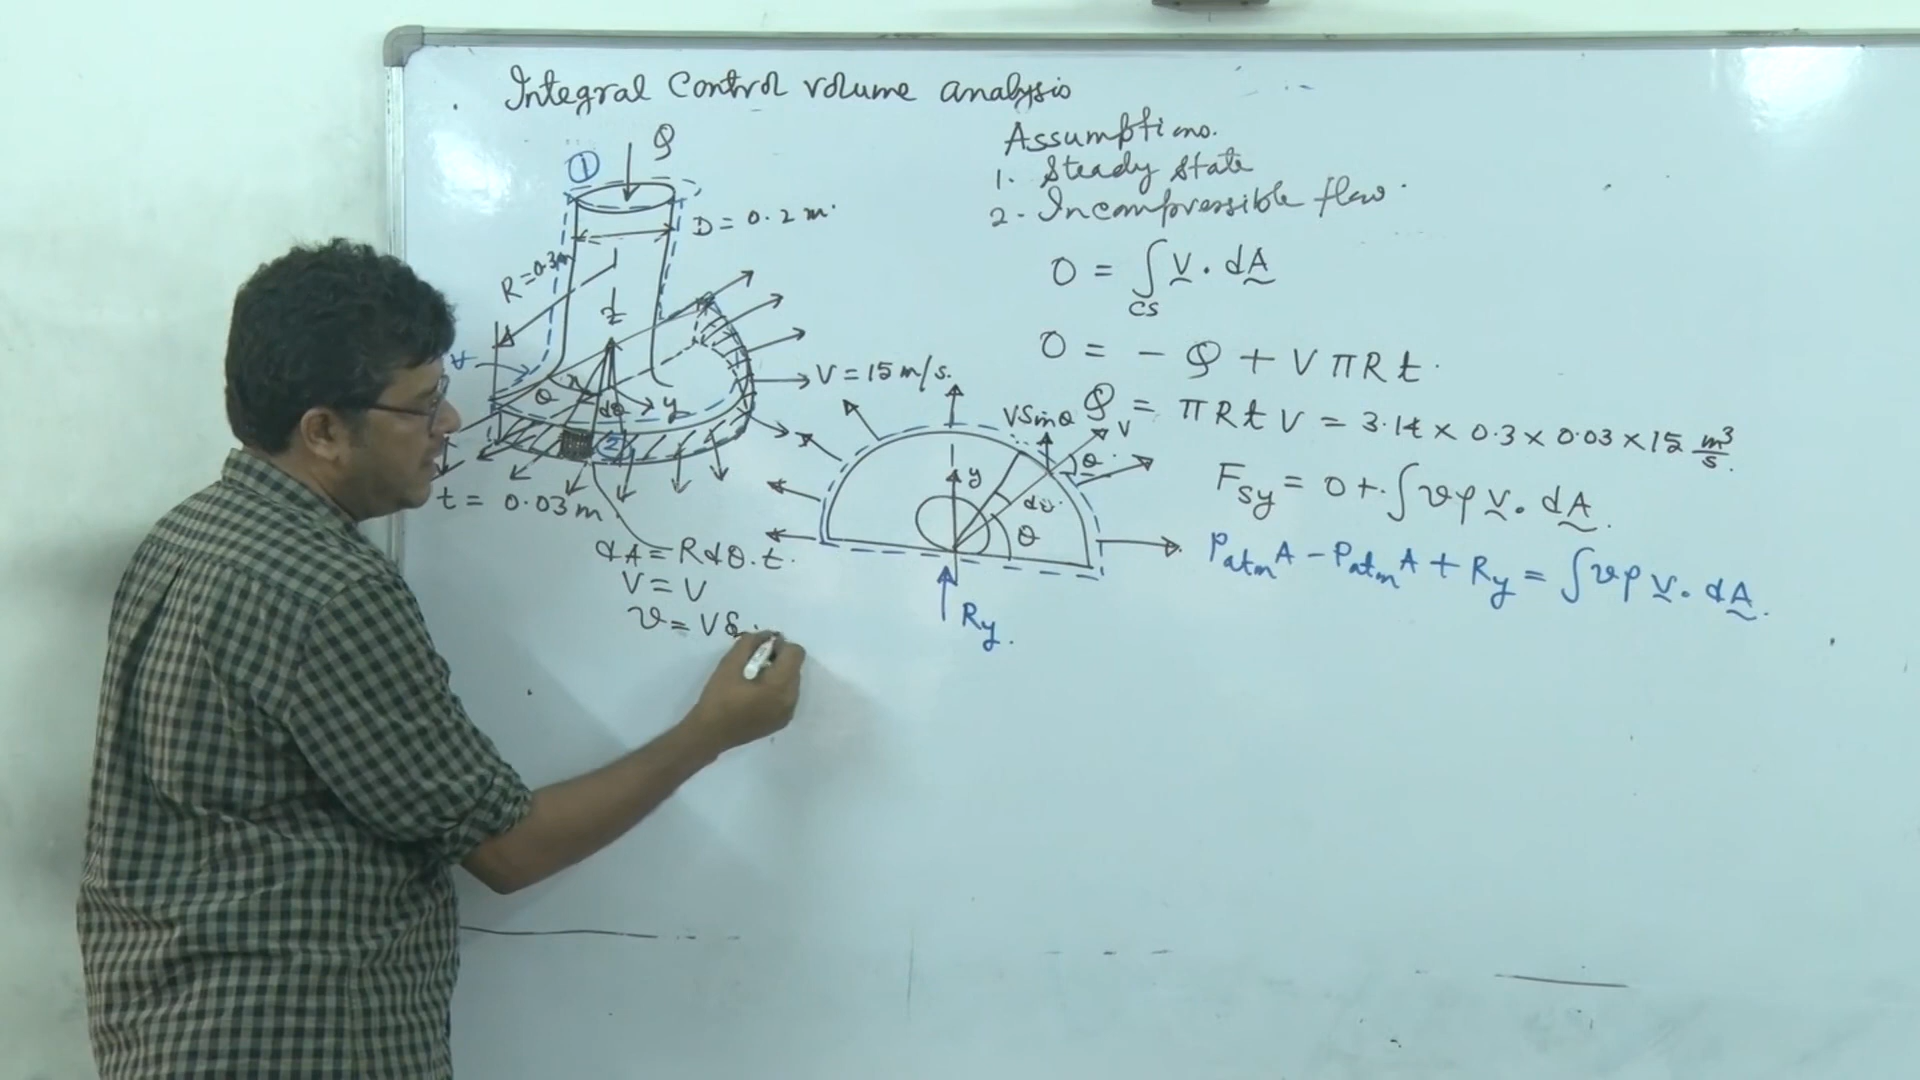 Integral Control volume analysis
Assumptions.
1. Steady State
2. Incompressible flow.
0 = ∫ V . dA
CS
0 = - Q + V π R t .
Q = π R t V = 3.14 × 0.3 × 0.03 × 15 m³/s.
F_Sy = 0 + ∫ v ρ V . dA .
P_atm A - P_atm A + R_y = ∫ v ρ V . dA .
1
Q
D = 0.2 m.
R = 0.3m
z
V = 15 m/s.
θ
x
dθ
y
2
t = 0.03 m
dA = R dθ . t .
V = V
v = V S
V Sin θ
V
θ
y
dθ
θ
R_y .